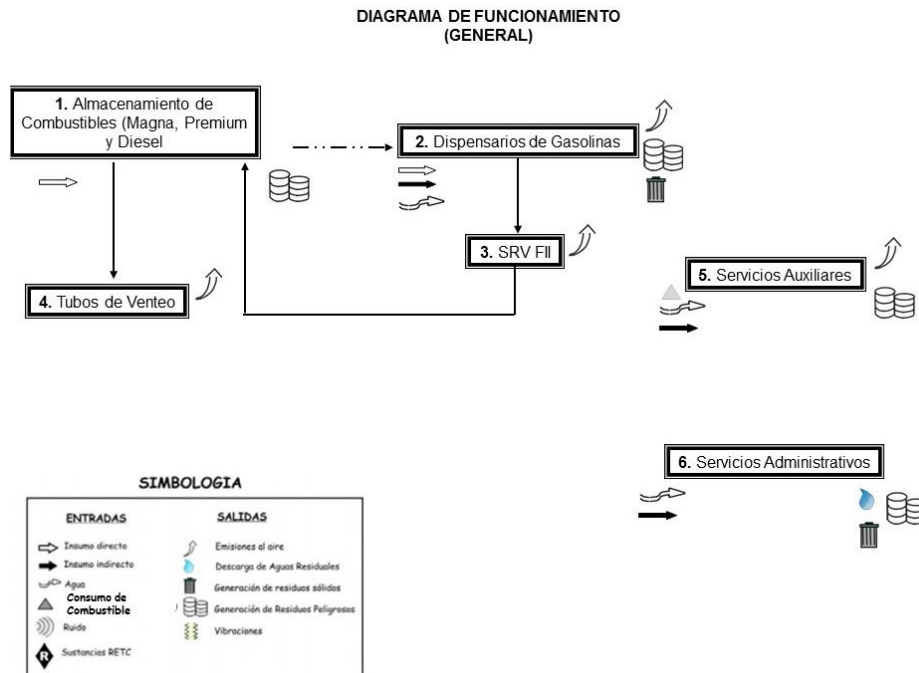 DIAGRAMA DE FUNCIONAMIENTO
(GENERAL)
1. Almacenamiento de
Combustibles (Magna, Premium
y Diesel
2. Dispensarios de Gasolinas
3. SRV FII
4. Tubos de Venteo
5. Servicios Auxiliares
6. Servicios Administrativos
SIMBOLOGIA
ENTRADAS
Insumo directo
Insumo indirecto
Agua
Consumo de
Combustible
Ruido
R Sustancias RETC
SALIDAS
Emisiones al aire
Descarga de Aguas Residuales
Generación de residuos sólidos
Generación de Residuos Peligrosos
Vibraciones